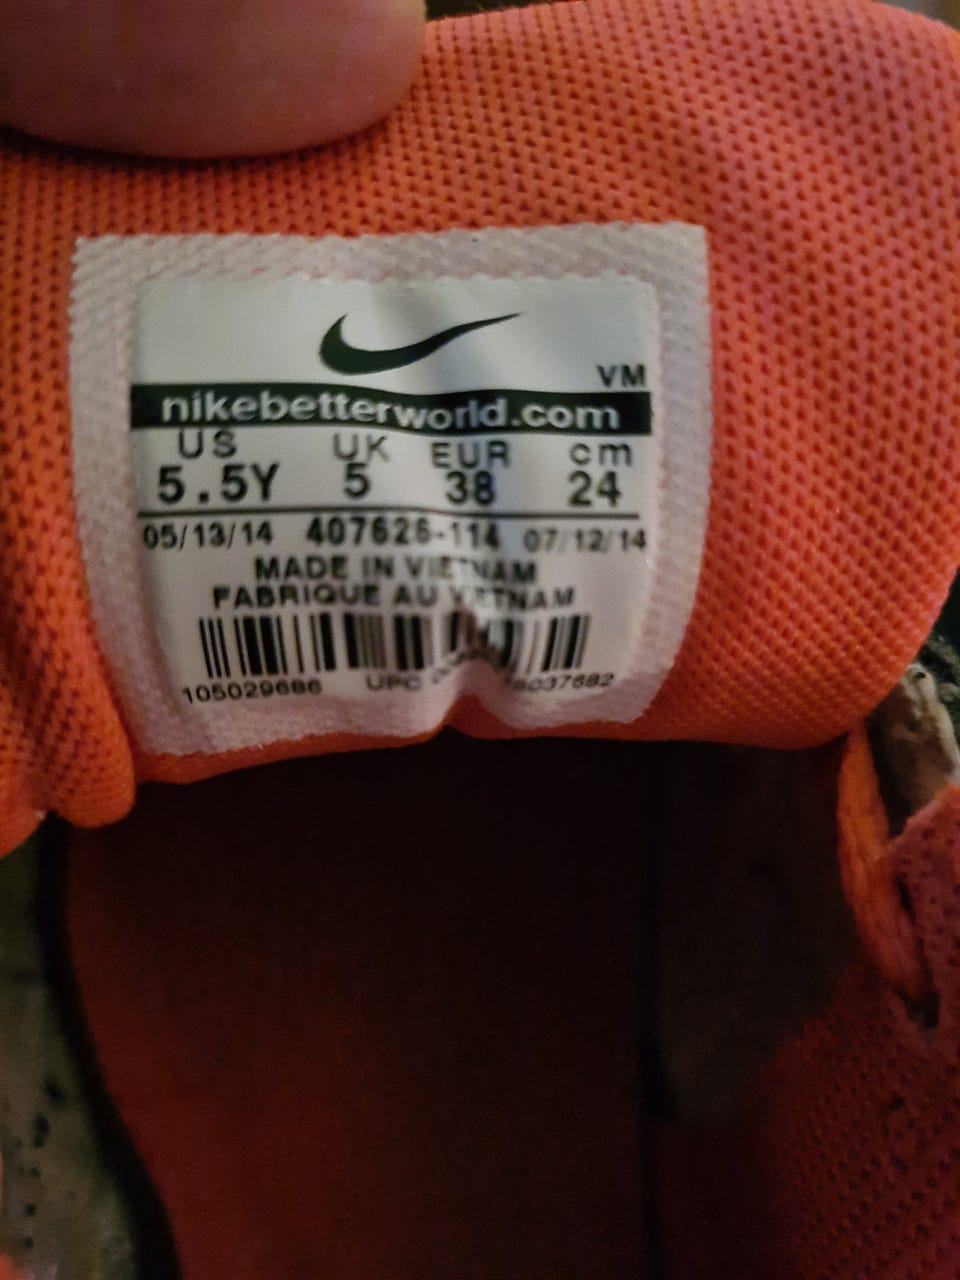 VM
nikebetterworld.com
US UK EUR cm
5.5Y 5 38 24
05/13/14 407626-114 07/12/14
MADE IN VIETNAM
FABRIQUE AU VIETNAM
105029686 UPC